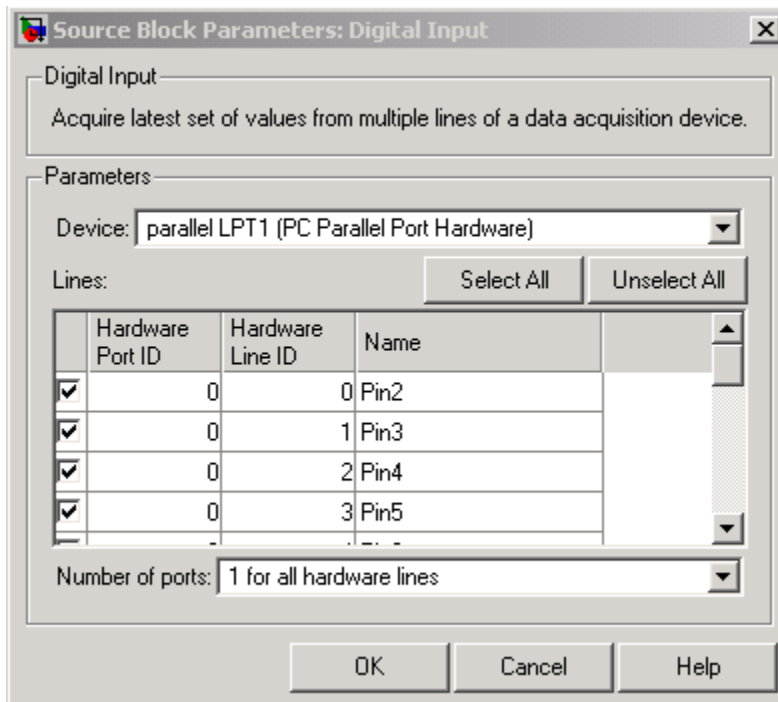 Source Block Parameters: Digital Input
Digital Input
Acquire latest set of values from multiple lines of a data acquisition device.
Parameters
Device: parallel LPT1 (PC Parallel Port Hardware)
Lines: Select All Unselect All
Hardware Port ID Hardware Line ID Name
0 0 Pin2
0 1 Pin3
0 2 Pin4
0 3 Pin5
Number of ports: 1 for all hardware lines
OK Cancel Help